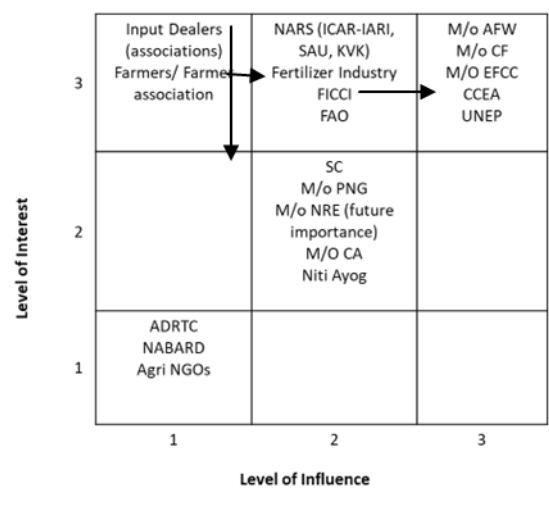 Input Dealers
(associations)
Farmers/ Farme
association
NARS (ICAR-IARI,
SAU, KVK)
Fertilizer Industry
FICCI
FAO
M/o AFW
M/o CF
M/O EFCC
CCEA
UNEP
3
SC
M/o PNG
M/o NRE (future
importance)
M/O CA
Niti Ayog
2
ADRTC
NABARD
Agri NGOs
1
Level of Interest
1
2
3
Level of Influence